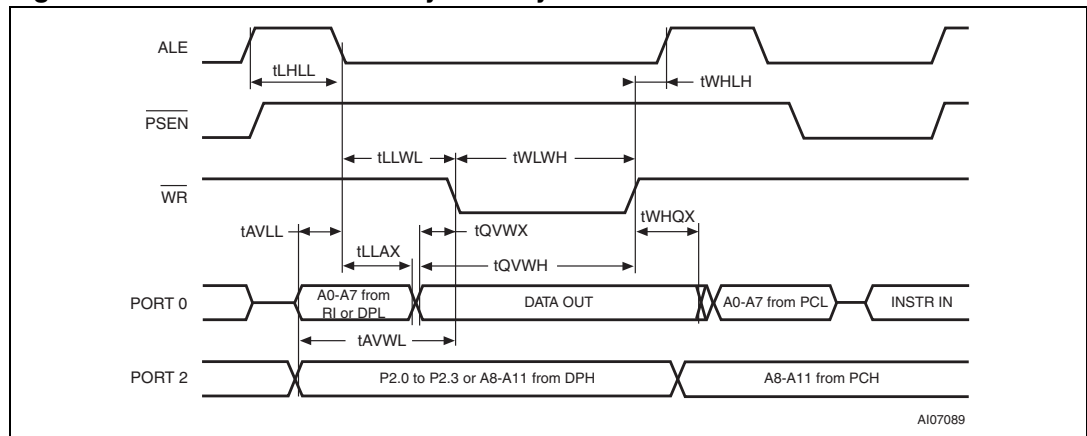 ALE
tLHLL
tWHLH
PSEN
tLLWL
tWLWH
WR
tAVLL
tLLAX
tQVWX
tWHQX
tQVWH
PORT 0
A0-A7 from
RI or DPL
DATA OUT
A0-A7 from PCL
INSTR IN
tAVWL
PORT 2
P2.0 to P2.3 or A8-A11 from DPH
A8-A11 from PCH
AI07089